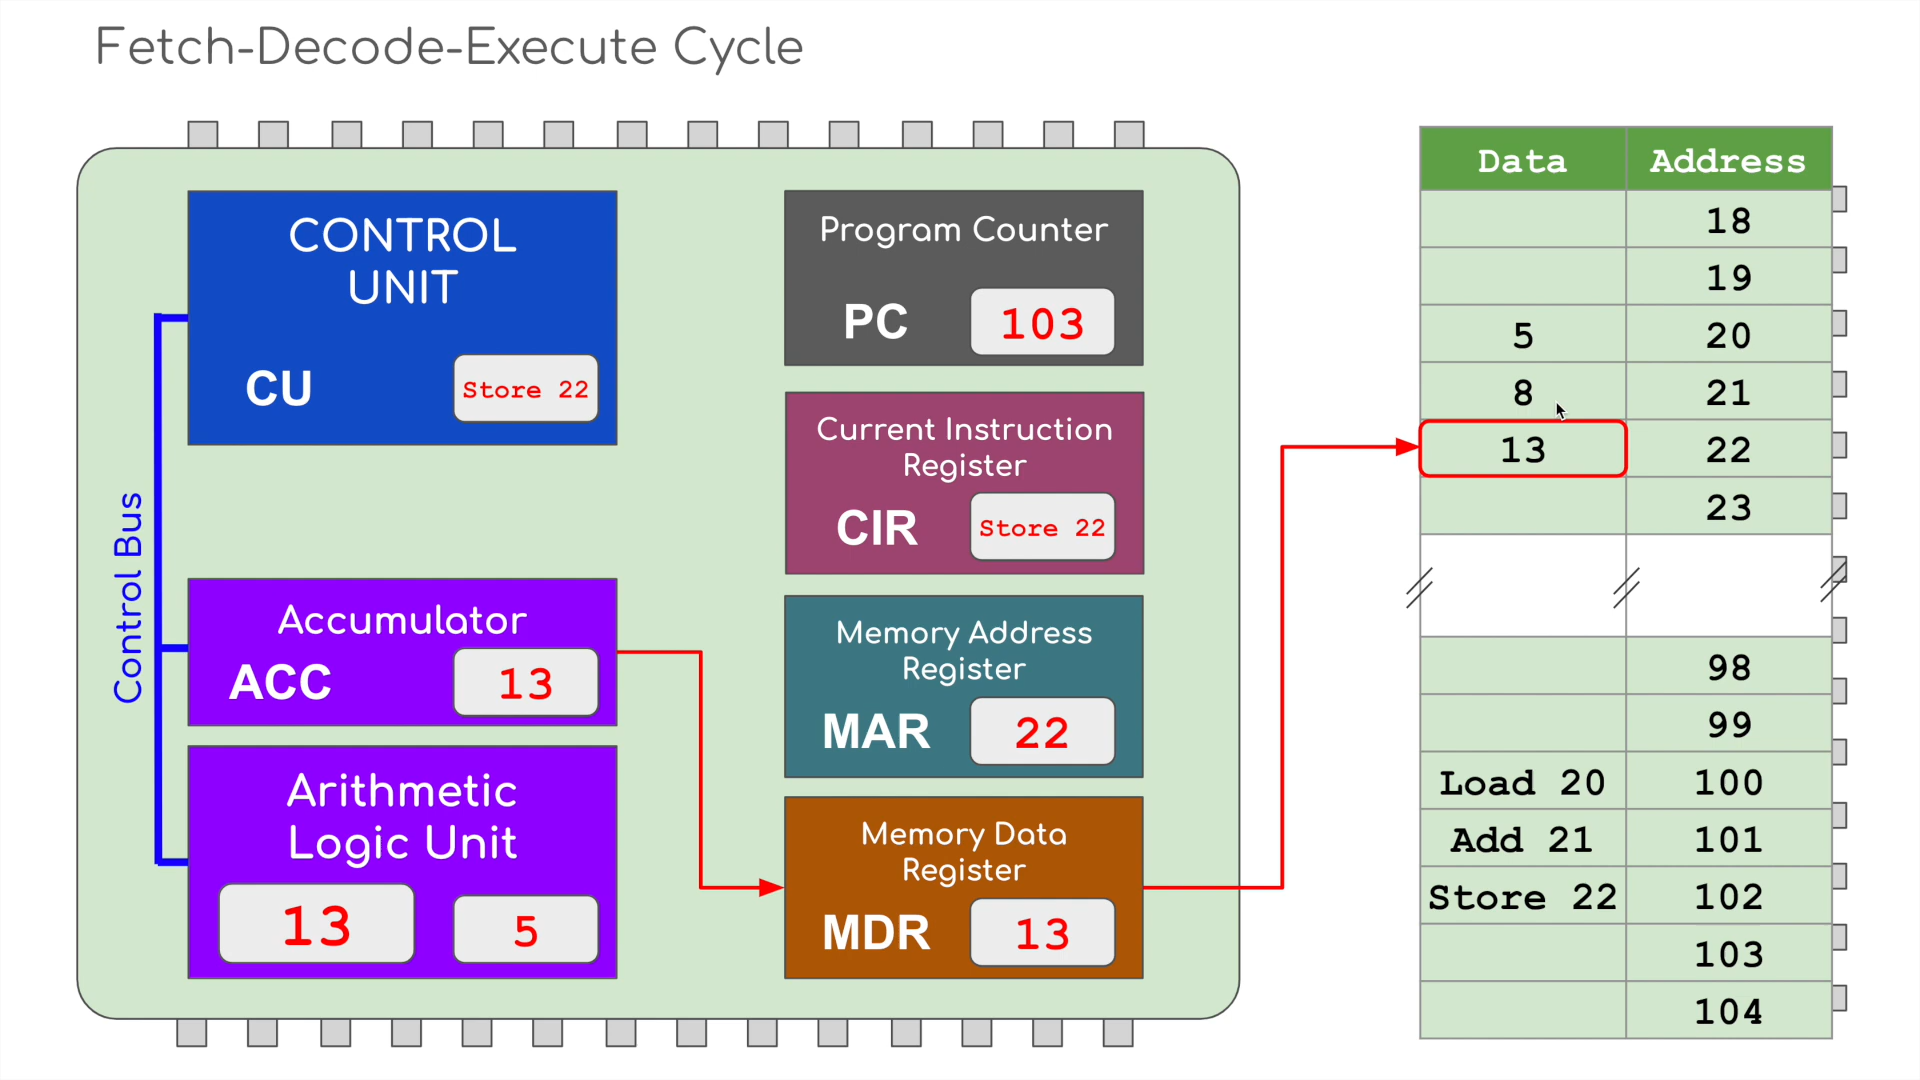 Fetch-Decode-Execute Cycle
CONTROL
UNIT
CU
Store 22
Control Bus
Accumulator
ACC
13
Arithmetic
Logic Unit
13
5
Program Counter
PC
103
Current Instruction
Register
CIR
Store 22
Memory Address
Register
MAR
22
Memory Data
Register
MDR
13
Data Address
18
19
5 20
8 21
13 22
23
98
99
Load 20 100
Add 21 101
Store 22 102
103
104